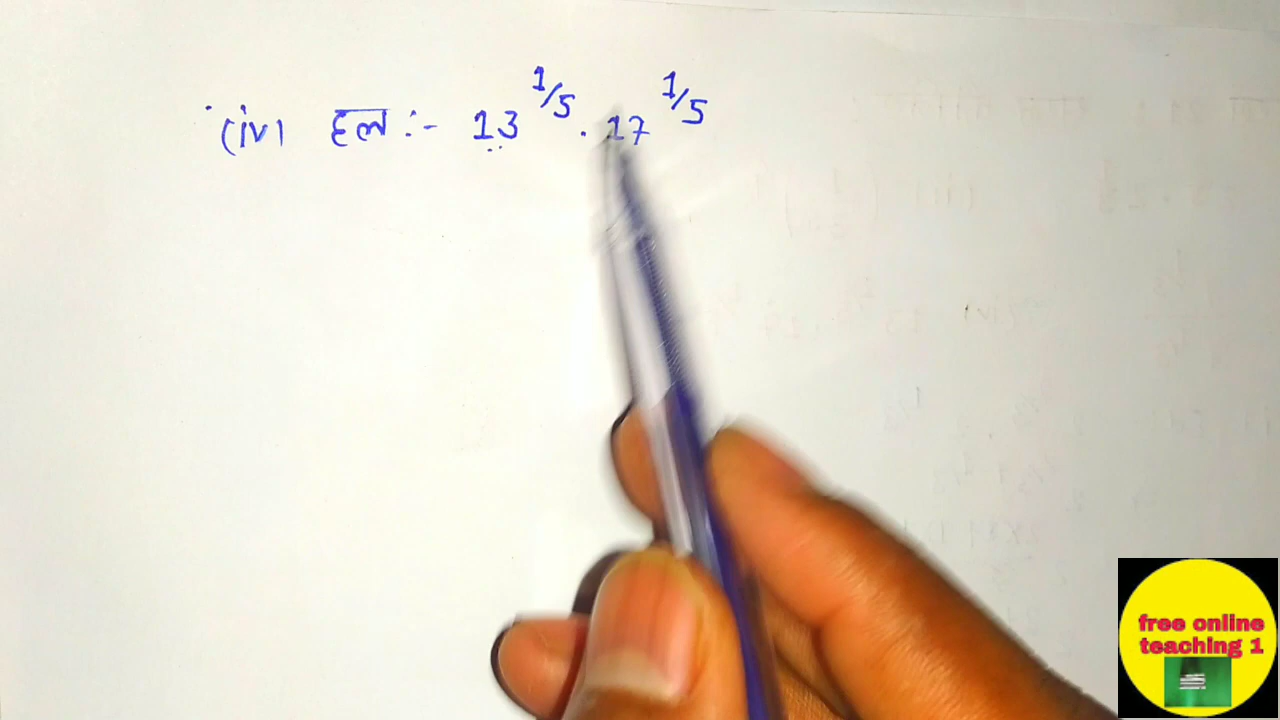 (iv) हल :- 13^1/5 . 17^1/5
free online
teaching 1